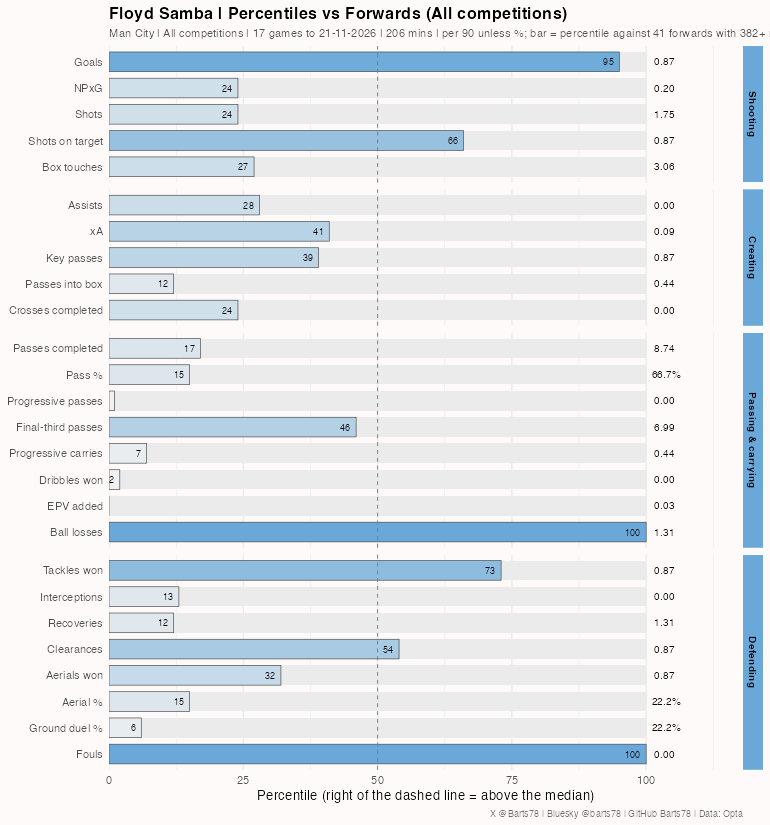 Floyd Samba | Percentiles vs Forwards (All competitions)
Man City | All competitions | 17 games to 21-11-2026 | 206 mins | per 90 unless %; bar = percentile against 41 forwards with 382+
Goals 95 0.87
NPxG 24 0.20
Shots 24 1.75
Shots on target 66 0.87
Box touches 27 3.06
Shooting
Assists 28 0.00
xA 41 0.09
Key passes 39 0.87
Passes into box 12 0.44
Crosses completed 24 0.00
Creating
Passes completed 17 8.74
Pass % 15 66.7%
Progressive passes 0.00
Final-third passes 46 6.99
Progressive carries 7 0.44
Dribbles won 2 0.00
EPV added 0.03
Ball losses 100 1.31
Passing & carrying
Tackles won 73 0.87
Interceptions 13 0.00
Recoveries 12 1.31
Clearances 54 0.87
Aerials won 32 0.87
Aerial % 15 22.2%
Ground duel % 6 22.2%
Fouls 100 0.00
Defending
0 25 50 75 100
Percentile (right of the dashed line = above the median)
X @Barts78 | Bluesky @barts78 | GitHub Barts78 | Data: Opta